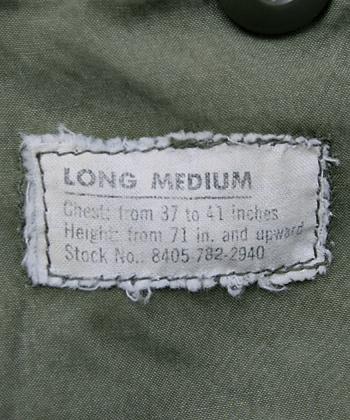 LONG MEDIUM
Chest: from 37 to 41 inches
Height: from 71 in. and upward
Stock No.: 8405-782-2940